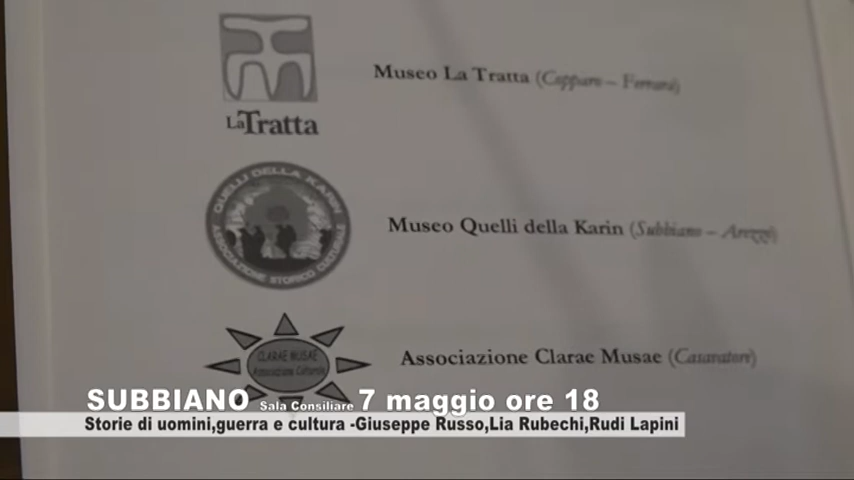 LaTratta
Museo La Tratta (Copparo – Ferrara)
QUELLI DELLA KARIN
ASSOCIAZIONE STORICO CULTURALE
Museo Quelli della Karin (Subbiano – Arezzo)
CLARAE MUSAE
Associazione Culturale
Associazione Clarae Musae (Casavatore)
SUBBIANO Sala Consiliare 7 maggio ore 18
Storie di uomini,guerra e cultura -Giuseppe Russo,Lia Rubechi,Rudi Lapini